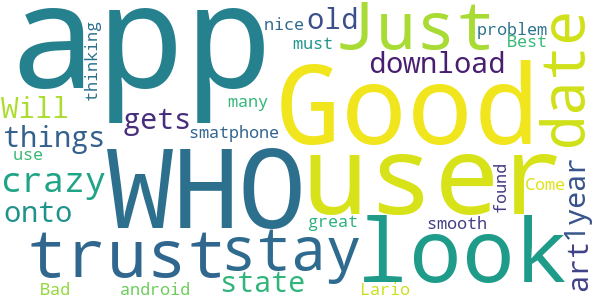 app
WHO
Good
user
Just
look
trust
stay
date
download
old
nice
problem
Best
must
thinking
many
Will
gets
things
smatphone
use
crazy
onto
state
great
smooth
found
Come
art1year
Bad
android
Lario